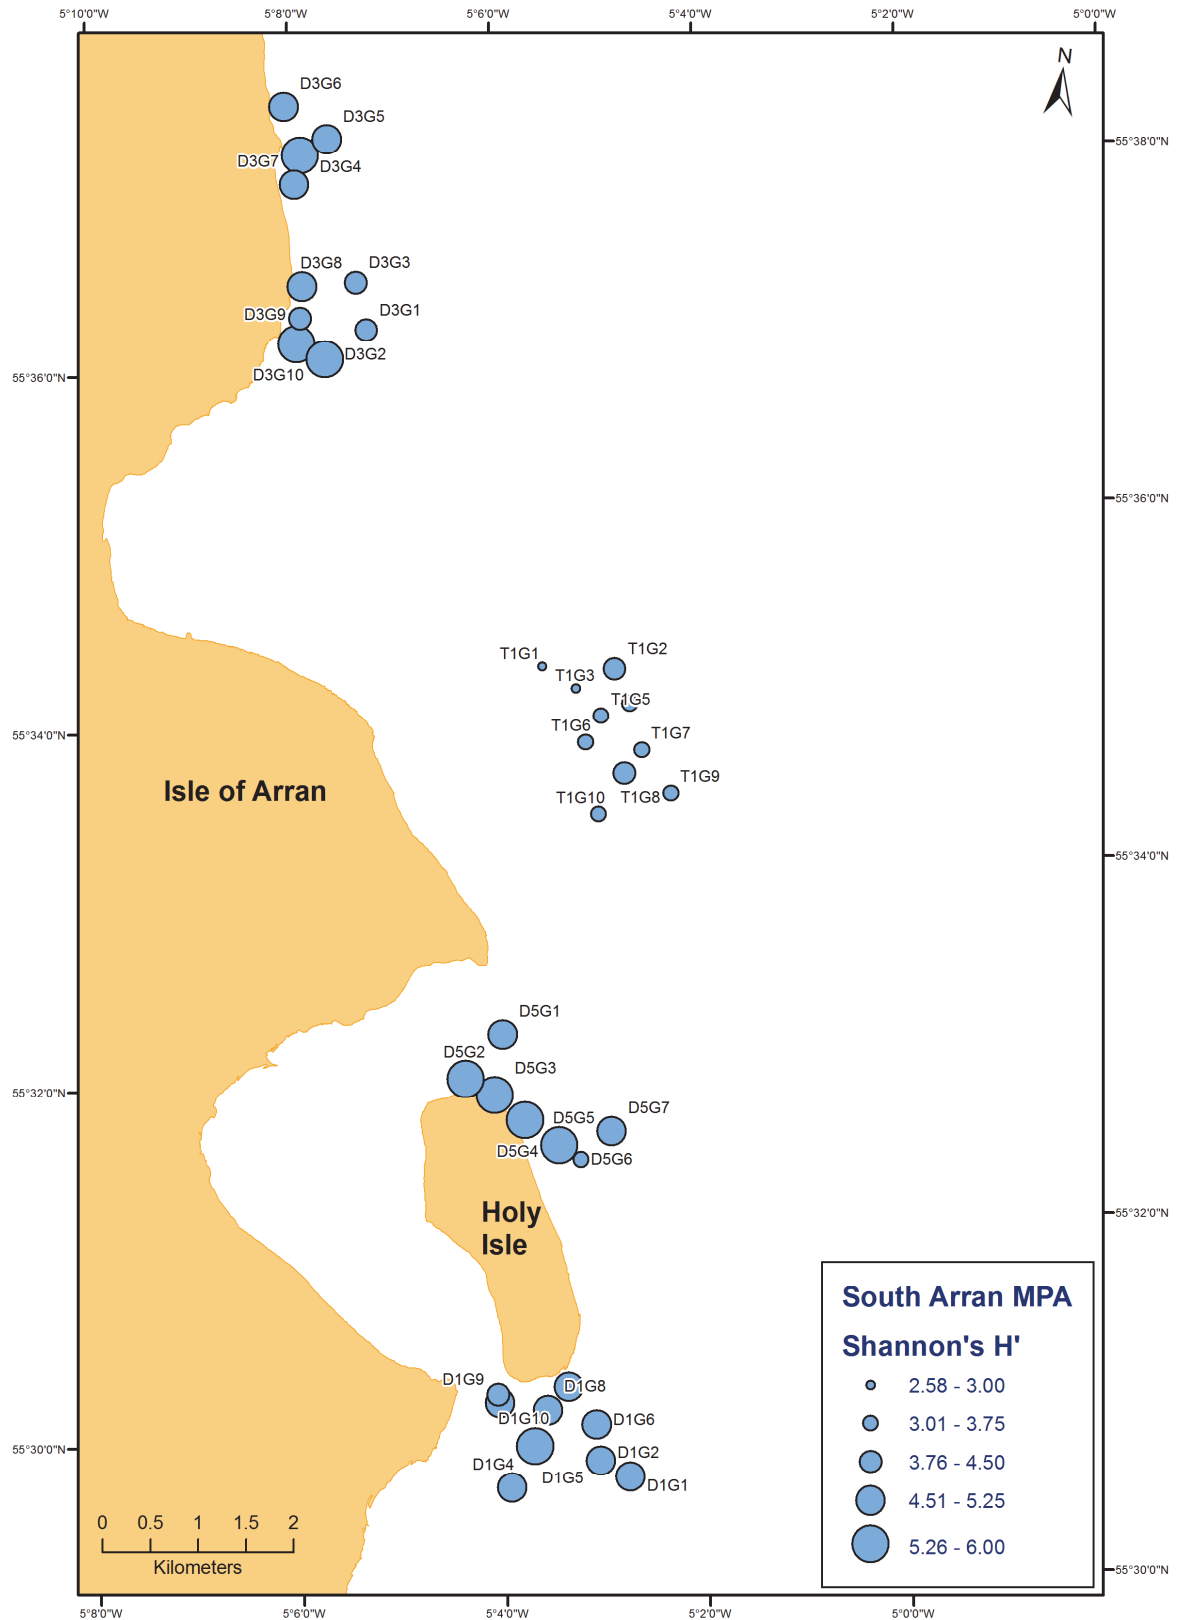 5°10'0"W 5°8'0"W 5°6'0"W 5°4'0"W 5°2'0"W 5°0'0"W
N
D3G6
D3G5
55°38'0"N
D3G7 D3G4
D3G8 D3G3
D3G9 D3G1
D3G2
D3G10
55°36'0"N
55°36'0"N
T1G1 T1G2
T1G3
T1G5
T1G6 T1G7
55°34'0"N
T1G9
T1G10 T1G8
Isle of Arran
55°34'0"N
D5G1
D5G2
D5G3
55°32'0"N
D5G5 D5G7
D5G4 D5G6
Holy
Isle
55°32'0"N
D1G9 D1G8
D1G10 D1G6
55°30'0"N
D1G2
D1G4 D1G5 D1G1
South Arran MPA
Shannon's H'
2.58 - 3.00
3.01 - 3.75
3.76 - 4.50
4.51 - 5.25
5.26 - 6.00
0 0.5 1 1.5 2
Kilometers
55°30'0"N
5°8'0"W 5°6'0"W 5°4'0"W 5°2'0"W 5°0'0"W